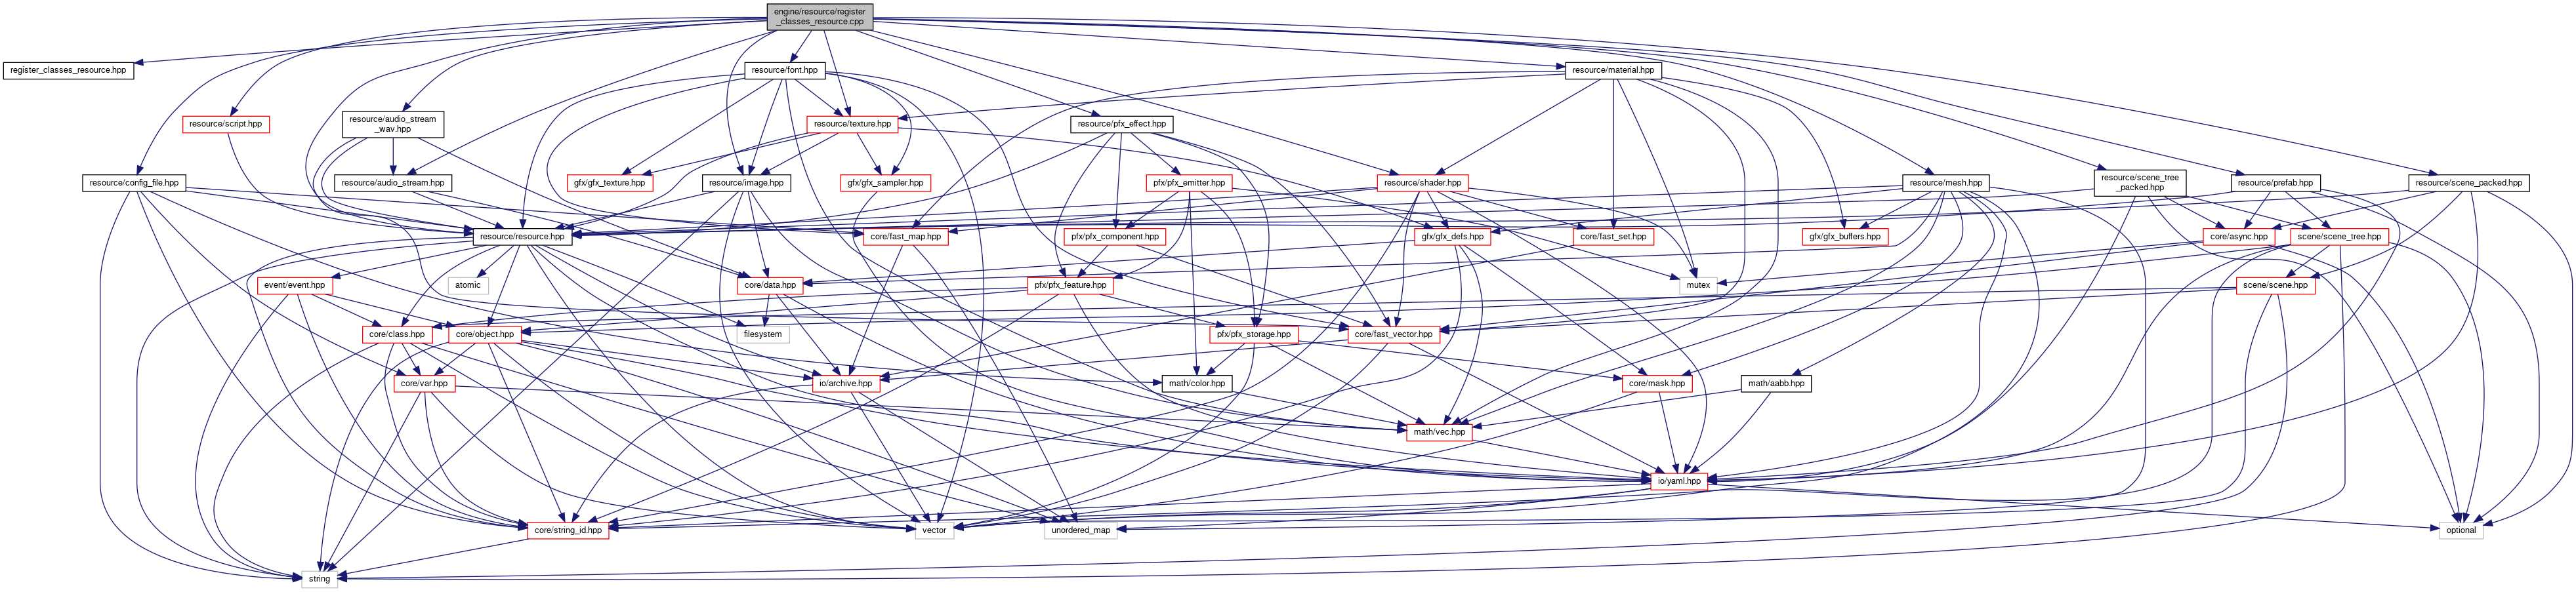 engine/resource/register
_classes_resource.cpp
register_classes_resource.hpp
resource/font.hpp
resource/material.hpp
resource/script.hpp
resource/audio_stream
_wav.hpp
resource/texture.hpp
resource/pfx_effect.hpp
resource/config_file.hpp
resource/audio_stream.hpp
gfx/gfx_texture.hpp
resource/image.hpp
gfx/gfx_sampler.hpp
pfx/pfx_emitter.hpp
resource/shader.hpp
resource/mesh.hpp
resource/scene_tree
_packed.hpp
resource/prefab.hpp
resource/scene_packed.hpp
resource/resource.hpp
core/fast_map.hpp
pfx/pfx_component.hpp
gfx/gfx_defs.hpp
core/fast_set.hpp
gfx/gfx_buffers.hpp
core/async.hpp
scene/scene_tree.hpp
event/event.hpp
atomic
core/data.hpp
pfx/pfx_feature.hpp
mutex
scene/scene.hpp
core/class.hpp
core/object.hpp
filesystem
pfx/pfx_storage.hpp
core/fast_vector.hpp
core/var.hpp
io/archive.hpp
math/color.hpp
core/mask.hpp
math/aabb.hpp
math/vec.hpp
io/yaml.hpp
core/string_id.hpp
vector
unordered_map
optional
string